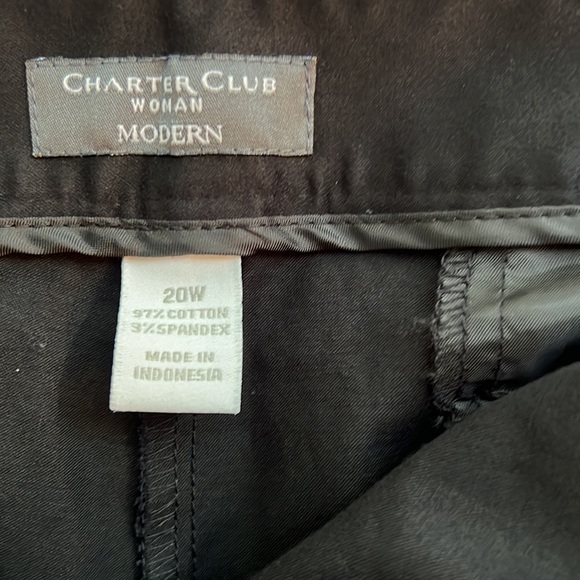 CHARTER CLUB
WOMAN
MODERN
20W
97% COTTON
3% SPANDEX
MADE IN
INDONESIA